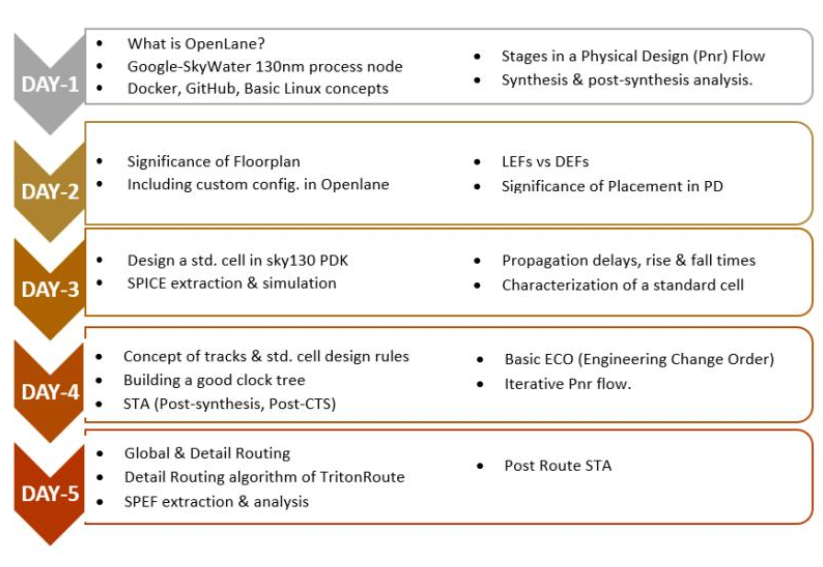 DAY-1
What is OpenLane?
Google-SkyWater 130nm process node
Docker, GitHub, Basic Linux concepts
Stages in a Physical Design (Pnr) Flow
Synthesis & post-synthesis analysis.
DAY-2
Significance of Floorplan
Including custom config. in Openlane
LEFs vs DEFs
Significance of Placement in PD
DAY-3
Design a std. cell in sky130 PDK
SPICE extraction & simulation
Propagation delays, rise & fall times
Characterization of a standard cell
DAY-4
Concept of tracks & std. cell design rules
Building a good clock tree
STA (Post-synthesis, Post-CTS)
Basic ECO (Engineering Change Order)
Iterative Pnr flow.
DAY-5
Global & Detail Routing
Detail Routing algorithm of TritonRoute
SPEF extraction & analysis
Post Route STA